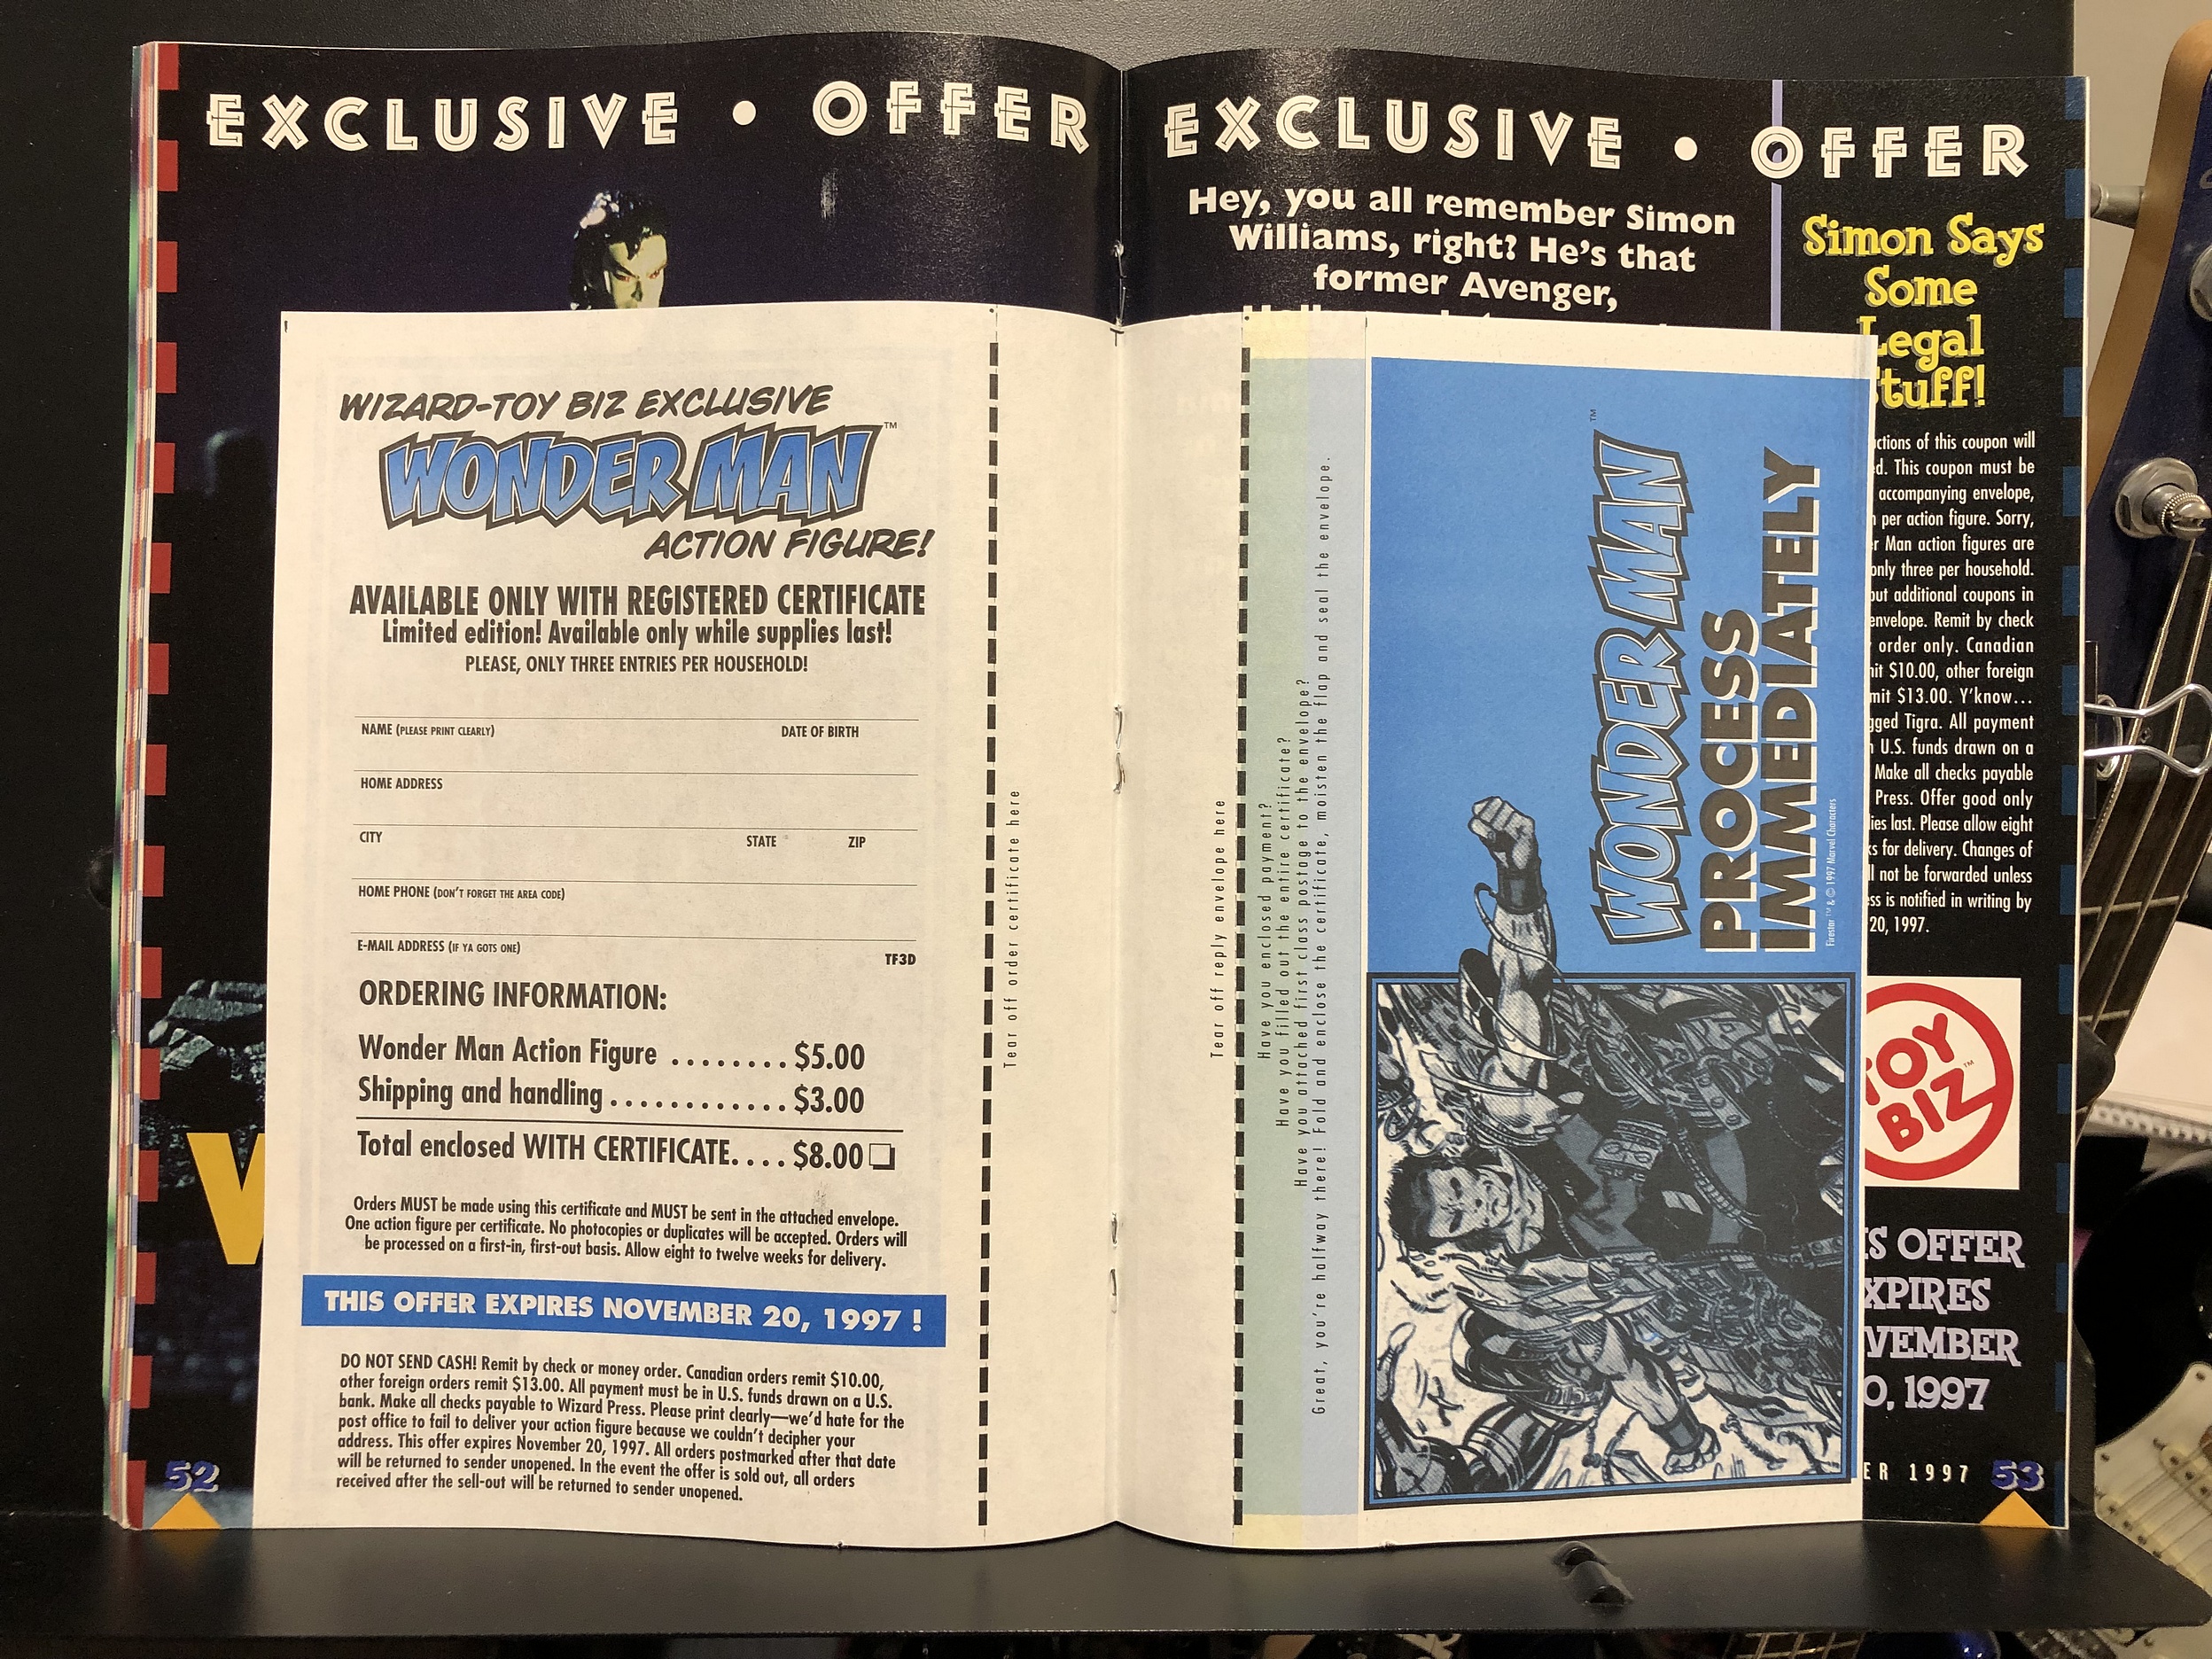 EXCLUSIVE • OFFER
WIZARD-TOY BIZ EXCLUSIVE
WONDER MAN™
ACTION FIGURE!
AVAILABLE ONLY WITH REGISTERED CERTIFICATE
Limited edition! Available only while supplies last!
PLEASE, ONLY THREE ENTRIES PER HOUSEHOLD!
NAME (PLEASE PRINT CLEARLY) DATE OF BIRTH
HOME ADDRESS
CITY STATE ZIP
HOME PHONE (DON'T FORGET THE AREA CODE)
E-MAIL ADDRESS (IF YA GOTS ONE)
TF3D
ORDERING INFORMATION:
Wonder Man Action Figure ........ $5.00
Shipping and handling ............ $3.00
Total enclosed WITH CERTIFICATE.... $8.00
Orders MUST be made using this certificate and MUST be sent in the attached envelope.
One action figure per certificate. No photocopies or duplicates will be accepted. Orders will
be processed on a first-in, first-out basis. Allow eight to twelve weeks for delivery.
THIS OFFER EXPIRES NOVEMBER 20, 1997 !
DO NOT SEND CASH! Remit by check or money order. Canadian orders remit $10.00,
other foreign orders remit $13.00. All payment must be in U.S. funds drawn on a U.S.
bank. Make all checks payable to Wizard Press. Please print clearly—we'd hate for the
post office to fail to deliver your action figure because we couldn't decipher your
address. This offer expires November 20, 1997. All orders postmarked after that date
will be returned to sender unopened. In the event the offer is sold out, all orders
received after the sell-out will be returned to sender unopened.
52
Tear off order certificate here
EXCLUSIVE • OFFER
Hey, you all remember Simon
Williams, right? He's that
former Avenger,
Tear off reply envelope here
Have you enclosed payment?
Have you filled out the entire certificate?
Have you attached first class postage to the envelope?
Great, you're halfway there! Fold and enclose the certificate, moisten the flap and seal the envelope.
WONDER MAN™
PROCESS
IMMEDIATELY
Firestar ™ & © 1997 Marvel Characters
Simon Says
Some
Legal
Stuff!
ctions of this coupon will
d. This coupon must be
accompanying envelope,
per action figure. Sorry,
r Man action figures are
only three per household.
out additional coupons in
envelope. Remit by check
order only. Canadian
mit $10.00, other foreign
mit $13.00. Y'know...
gged Tigra. All payment
U.S. funds drawn on a
Make all checks payable
Press. Offer good only
ies last. Please allow eight
ks for delivery. Changes of
ll not be forwarded unless
ess is notified in writing by
20, 1997.
TOY
BIZ™
IS OFFER
XPIRES
VEMBER
0, 1997
ER 1997 53